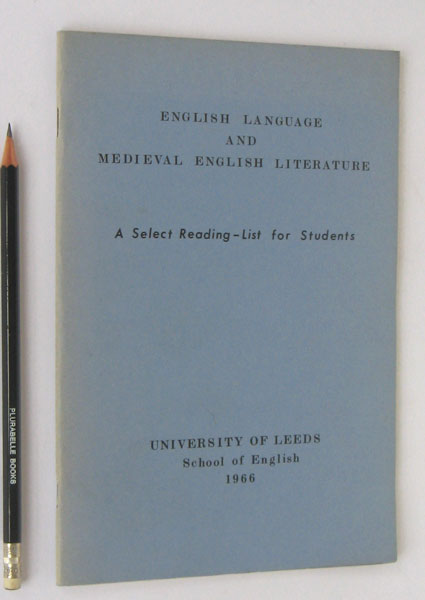 ENGLISH LANGUAGE
AND
MEDIEVAL ENGLISH LITERATURE
A Select Reading-List for Students
UNIVERSITY OF LEEDS
School of English
1966
PLURABELLE BOOKS